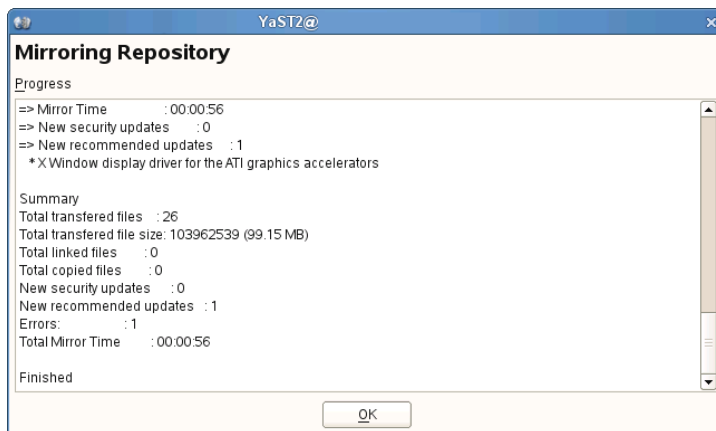 YaST2@
Mirroring Repository
Progress
=> Mirror Time : 00:00:56
=> New security updates : 0
=> New recommended updates : 1
* X Window display driver for the ATI graphics accelerators
Summary
Total transfered files : 26
Total transfered file size: 103962539 (99.15 MB)
Total linked files : 0
Total copied files : 0
New security updates : 0
New recommended updates : 1
Errors: : 1
Total Mirror Time : 00:00:56
Finished
OK